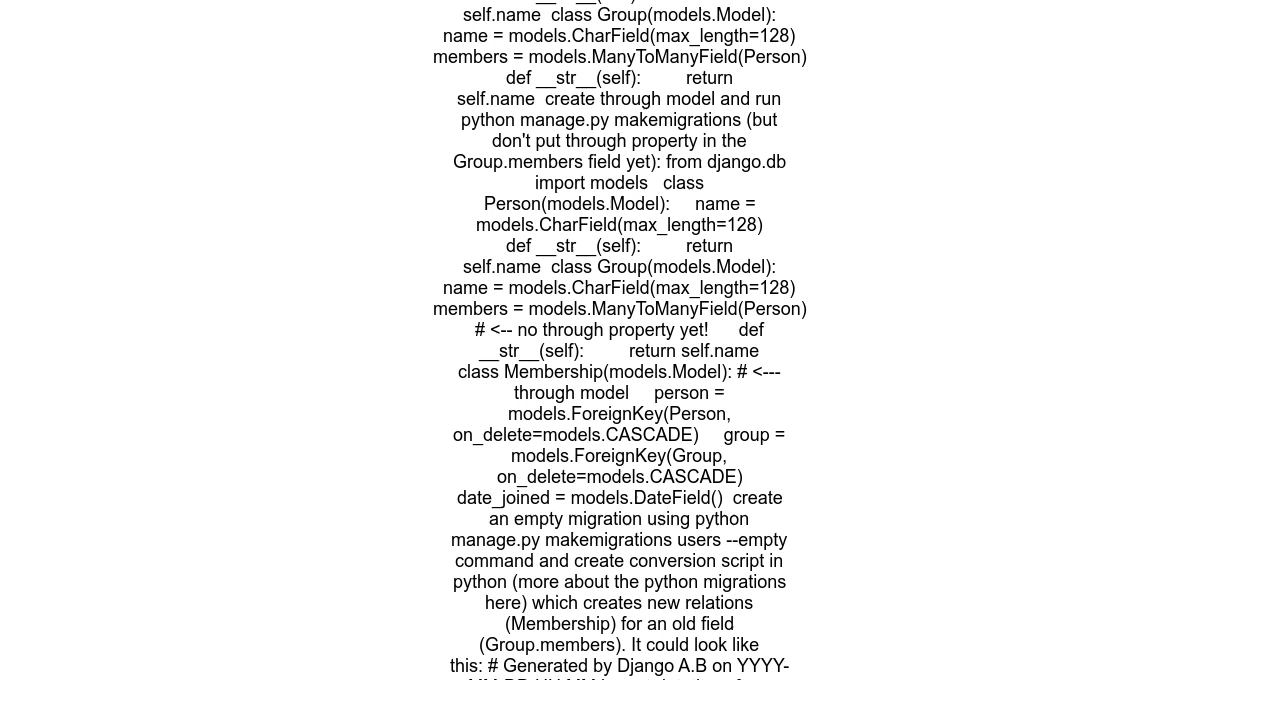 self.name  class Group(models.Model):
name = models.CharField(max_length=128)
members = models.ManyToManyField(Person)
def __str__(self):         return
self.name  create through model and run
python manage.py makemigrations (but
don't put through property in the
Group.members field yet): from django.db
import models   class
Person(models.Model):     name =
models.CharField(max_length=128)
def __str__(self):         return
self.name  class Group(models.Model):
name = models.CharField(max_length=128)
members = models.ManyToManyField(Person)
# <-- no through property yet!      def
__str__(self):         return self.name
class Membership(models.Model): # <---
through model     person =
models.ForeignKey(Person,
on_delete=models.CASCADE)     group =
models.ForeignKey(Group,
on_delete=models.CASCADE)
date_joined = models.DateField()  create
an empty migration using python
manage.py makemigrations users --empty
command and create conversion script in
python (more about the python migrations
here) which creates new relations
(Membership) for an old field
(Group.members). It could look like
this: # Generated by Django A.B on YYYY-